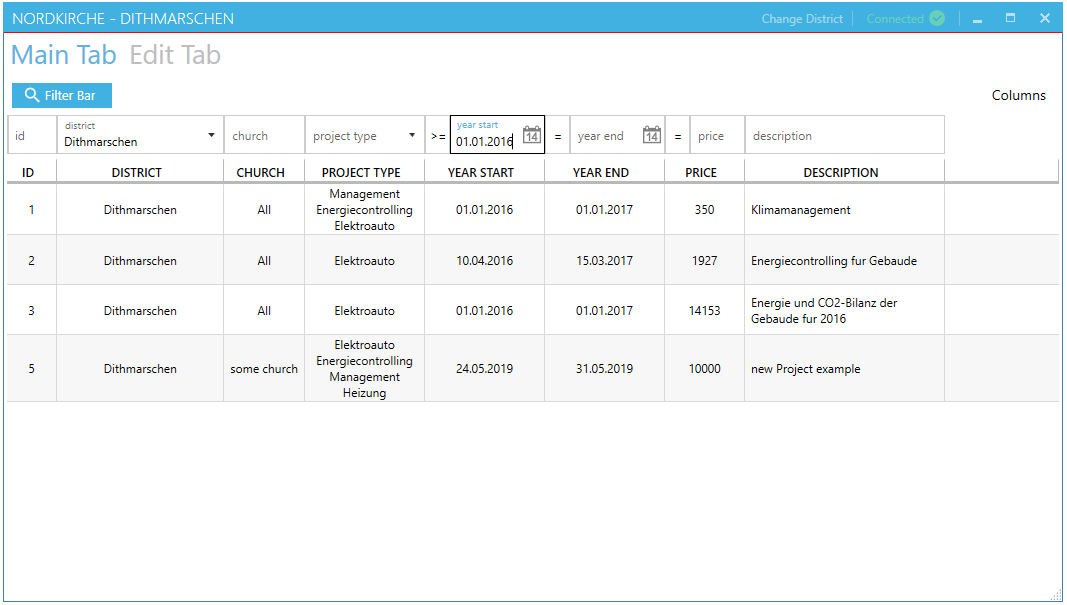 NORDKIRCHE - DITHMARSCHEN Change District Connected
Main Tab Edit Tab
Filter Bar Columns
id district Dithmarschen church project type >= year start 01.01.2016 14 = year end 14 = price description
ID DISTRICT CHURCH PROJECT TYPE YEAR START YEAR END PRICE DESCRIPTION
1 Dithmarschen All Management Energiecontrolling Elektroauto 01.01.2016 01.01.2017 350 Klimamanagement
2 Dithmarschen All Elektroauto 10.04.2016 15.03.2017 1927 Energiecontrolling fur Gebaude
3 Dithmarschen All Elektroauto 01.01.2016 01.01.2017 14153 Energie und CO2-Bilanz der Gebaude fur 2016
5 Dithmarschen some church Elektroauto Energiecontrolling Management Heizung 24.05.2019 31.05.2019 10000 new Project example